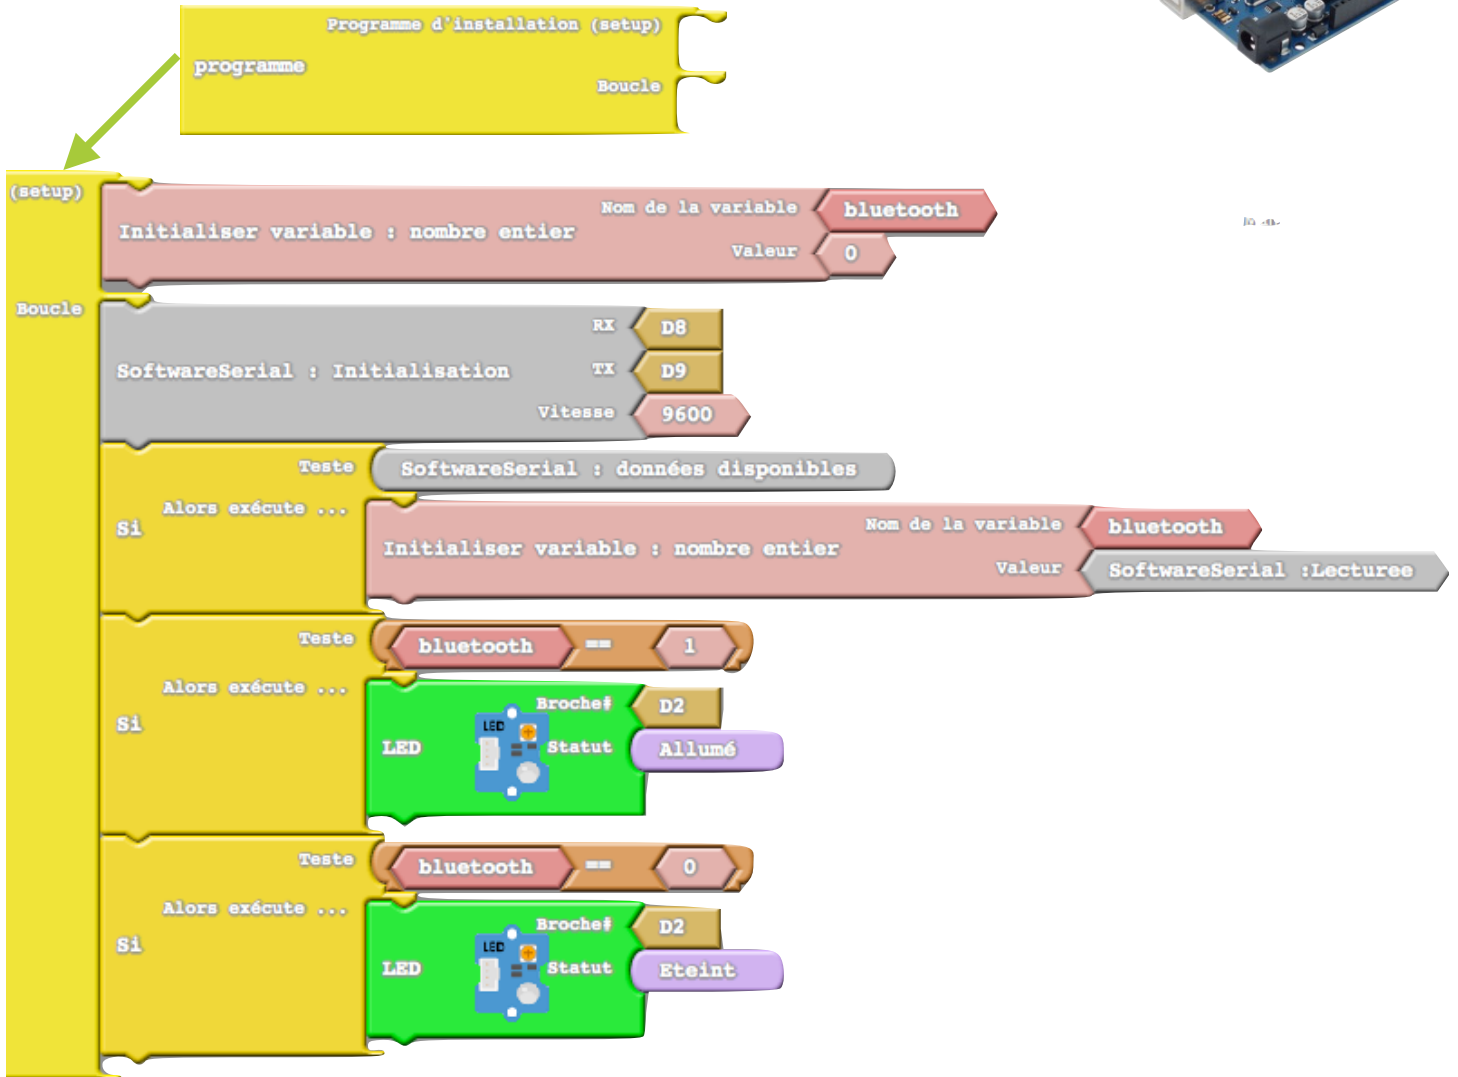 Programme d'installation (setup)
programme
Boucle
(setup)
Nom de la variable bluetooth
Initialiser variable : nombre entier
Valeur 0
Boucle
RX D8
SoftwareSerial : Initialisation TX D9
Vitesse 9600
Teste SoftwareSerial : données disponibles
Alors exécute ...
Si
Nom de la variable bluetooth
Initialiser variable : nombre entier
Valeur SoftwareSerial :Lecturee
Teste bluetooth == 1
Alors exécute ...
Si
Broche# D2
LED
LED Statut Allumé
Teste bluetooth == 0
Alors exécute ...
Si
Broche# D2
LED
LED Statut Eteint